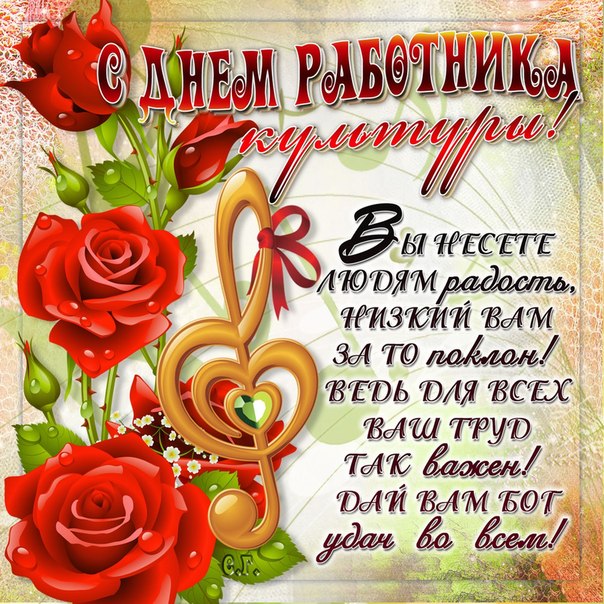 С ДНЕМ РАБОТНИКА
культуры!
ВЫ НЕСЕТЕ
ЛЮДЯМ радость,
НИЗКИЙ ВАМ
ЗА ТО поклон!
ВЕДЬ ДЛЯ ВСЕХ
ВАШ ТРУД
ТАК важен!
ДАЙ ВАМ БОГ
удач во всем!
С.Г.